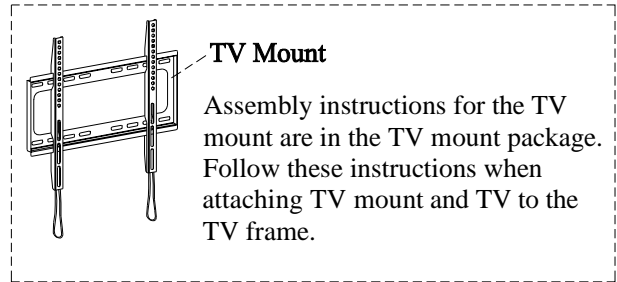 TV Mount
Assembly instructions for the TV
mount are in the TV mount package.
Follow these instructions when
attaching TV mount and TV to the
TV frame.